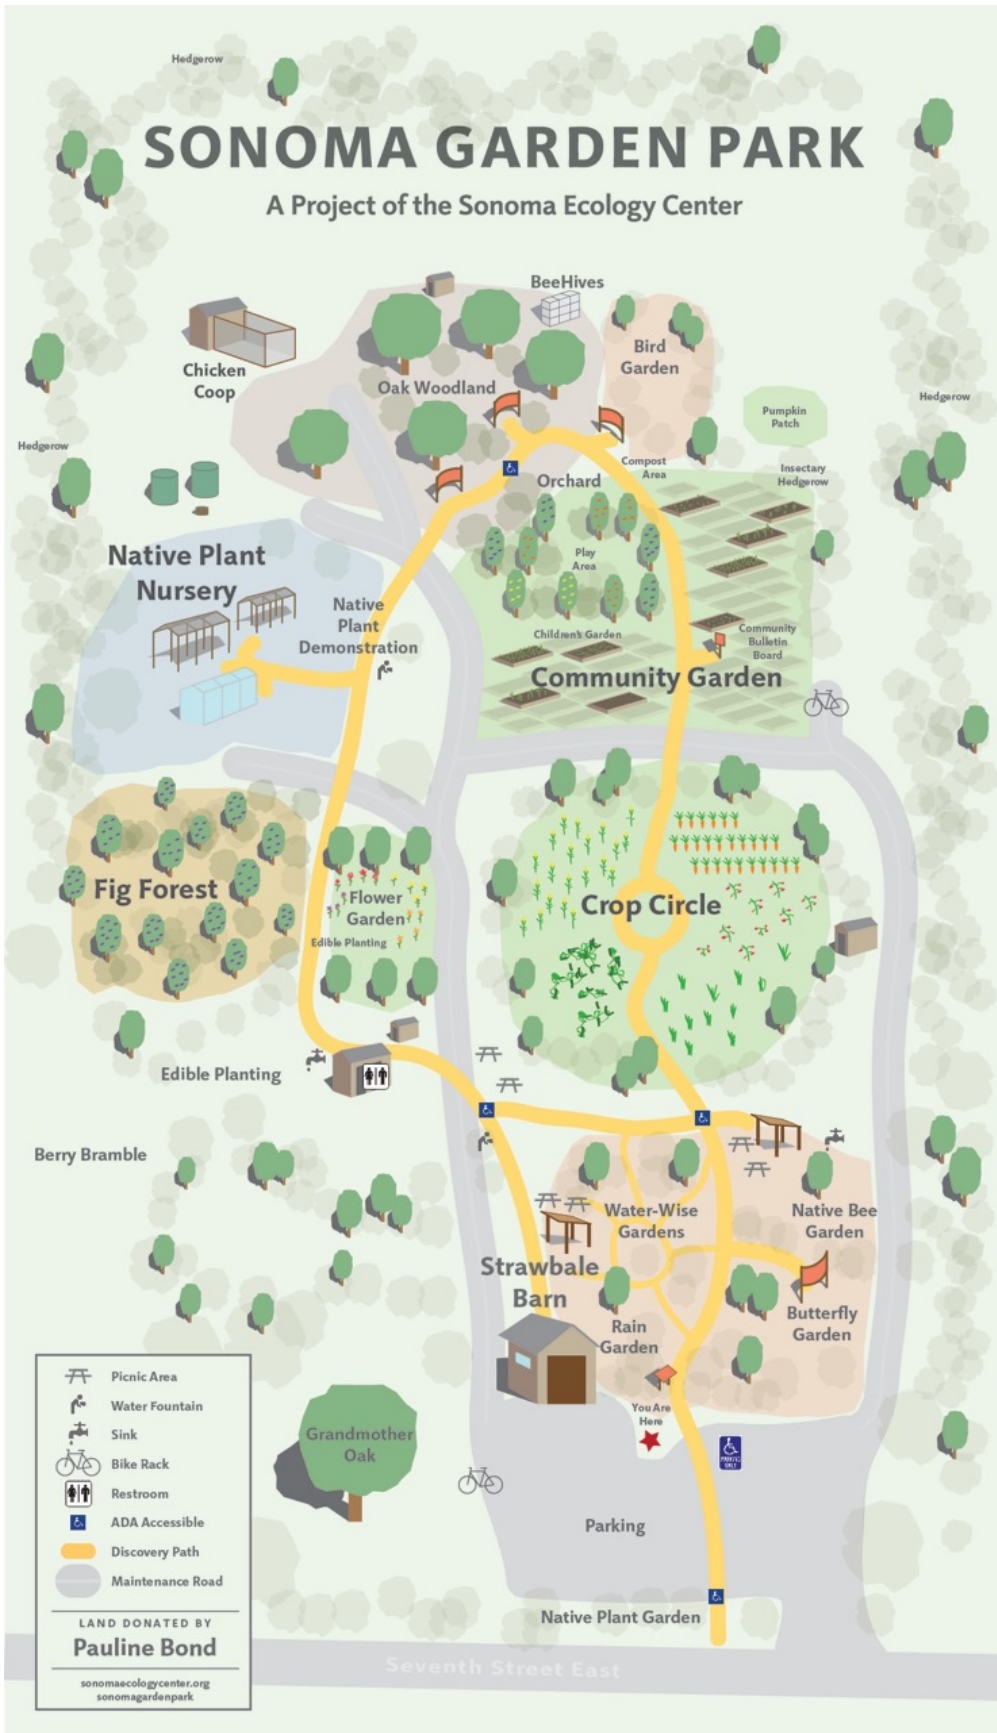 Hedgerow
SONOMA GARDEN PARK
A Project of the Sonoma Ecology Center
BeeHives
Chicken
Coop
Bird
Garden
Oak Woodland
Hedgerow
Pumpkin
Patch
Hedgerow
Compost
Area
Insectary
Hedgerow
Orchard
Native Plant
Nursery
Play
Area
Native
Plant
Demonstration
Children's Garden
Community
Bulletin
Board
Community Garden
Fig Forest
Flower
Garden
Edible Planting
Crop Circle
Edible Planting
Berry Bramble
Water-Wise
Gardens
Native Bee
Garden
Strawbale
Barn
Rain
Garden
Butterfly
Garden
You Are
Here
Grandmother
Oak
PARKING
ONLY
Parking
Native Plant Garden
Seventh Street East
Picnic Area
Water Fountain
Sink
Bike Rack
Restroom
ADA Accessible
Discovery Path
Maintenance Road
LAND DONATED BY
Pauline Bond
sonomaecologycenter.org
sonomagardenpark